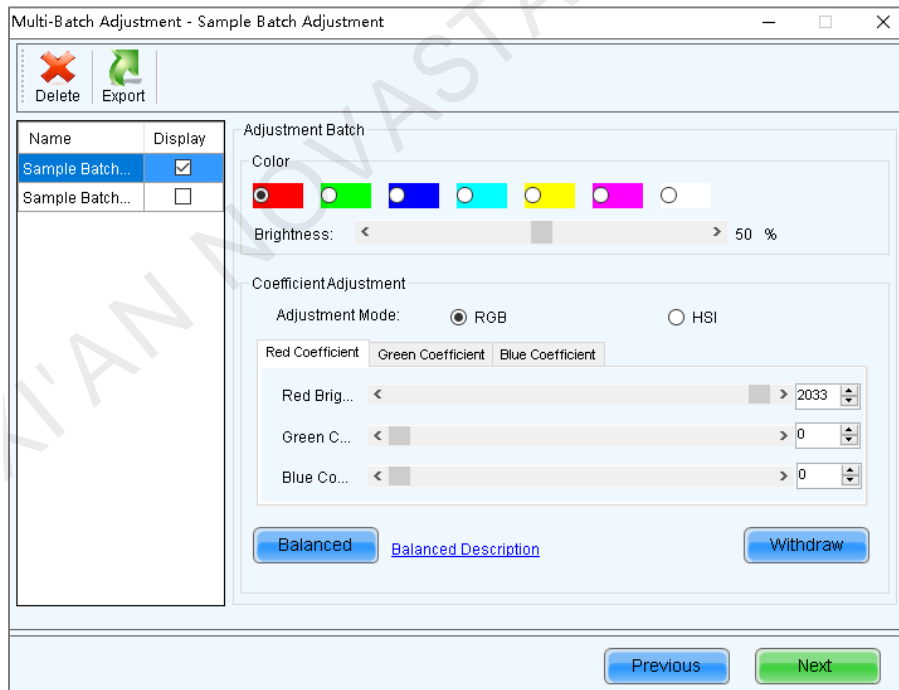 Multi-Batch Adjustment - Sample Batch Adjustment
Delete Export
Name Display
Sample Batch...
Sample Batch...
Adjustment Batch
Color
Brightness: 50 %
Coefficient Adjustment
Adjustment Mode: RGB HSI
Red Coefficient Green Coefficient Blue Coefficient
Red Brig... 2033
Green C... 0
Blue Co... 0
Balanced Balanced Description Withdraw
Previous Next
XI'AN NOVASTA